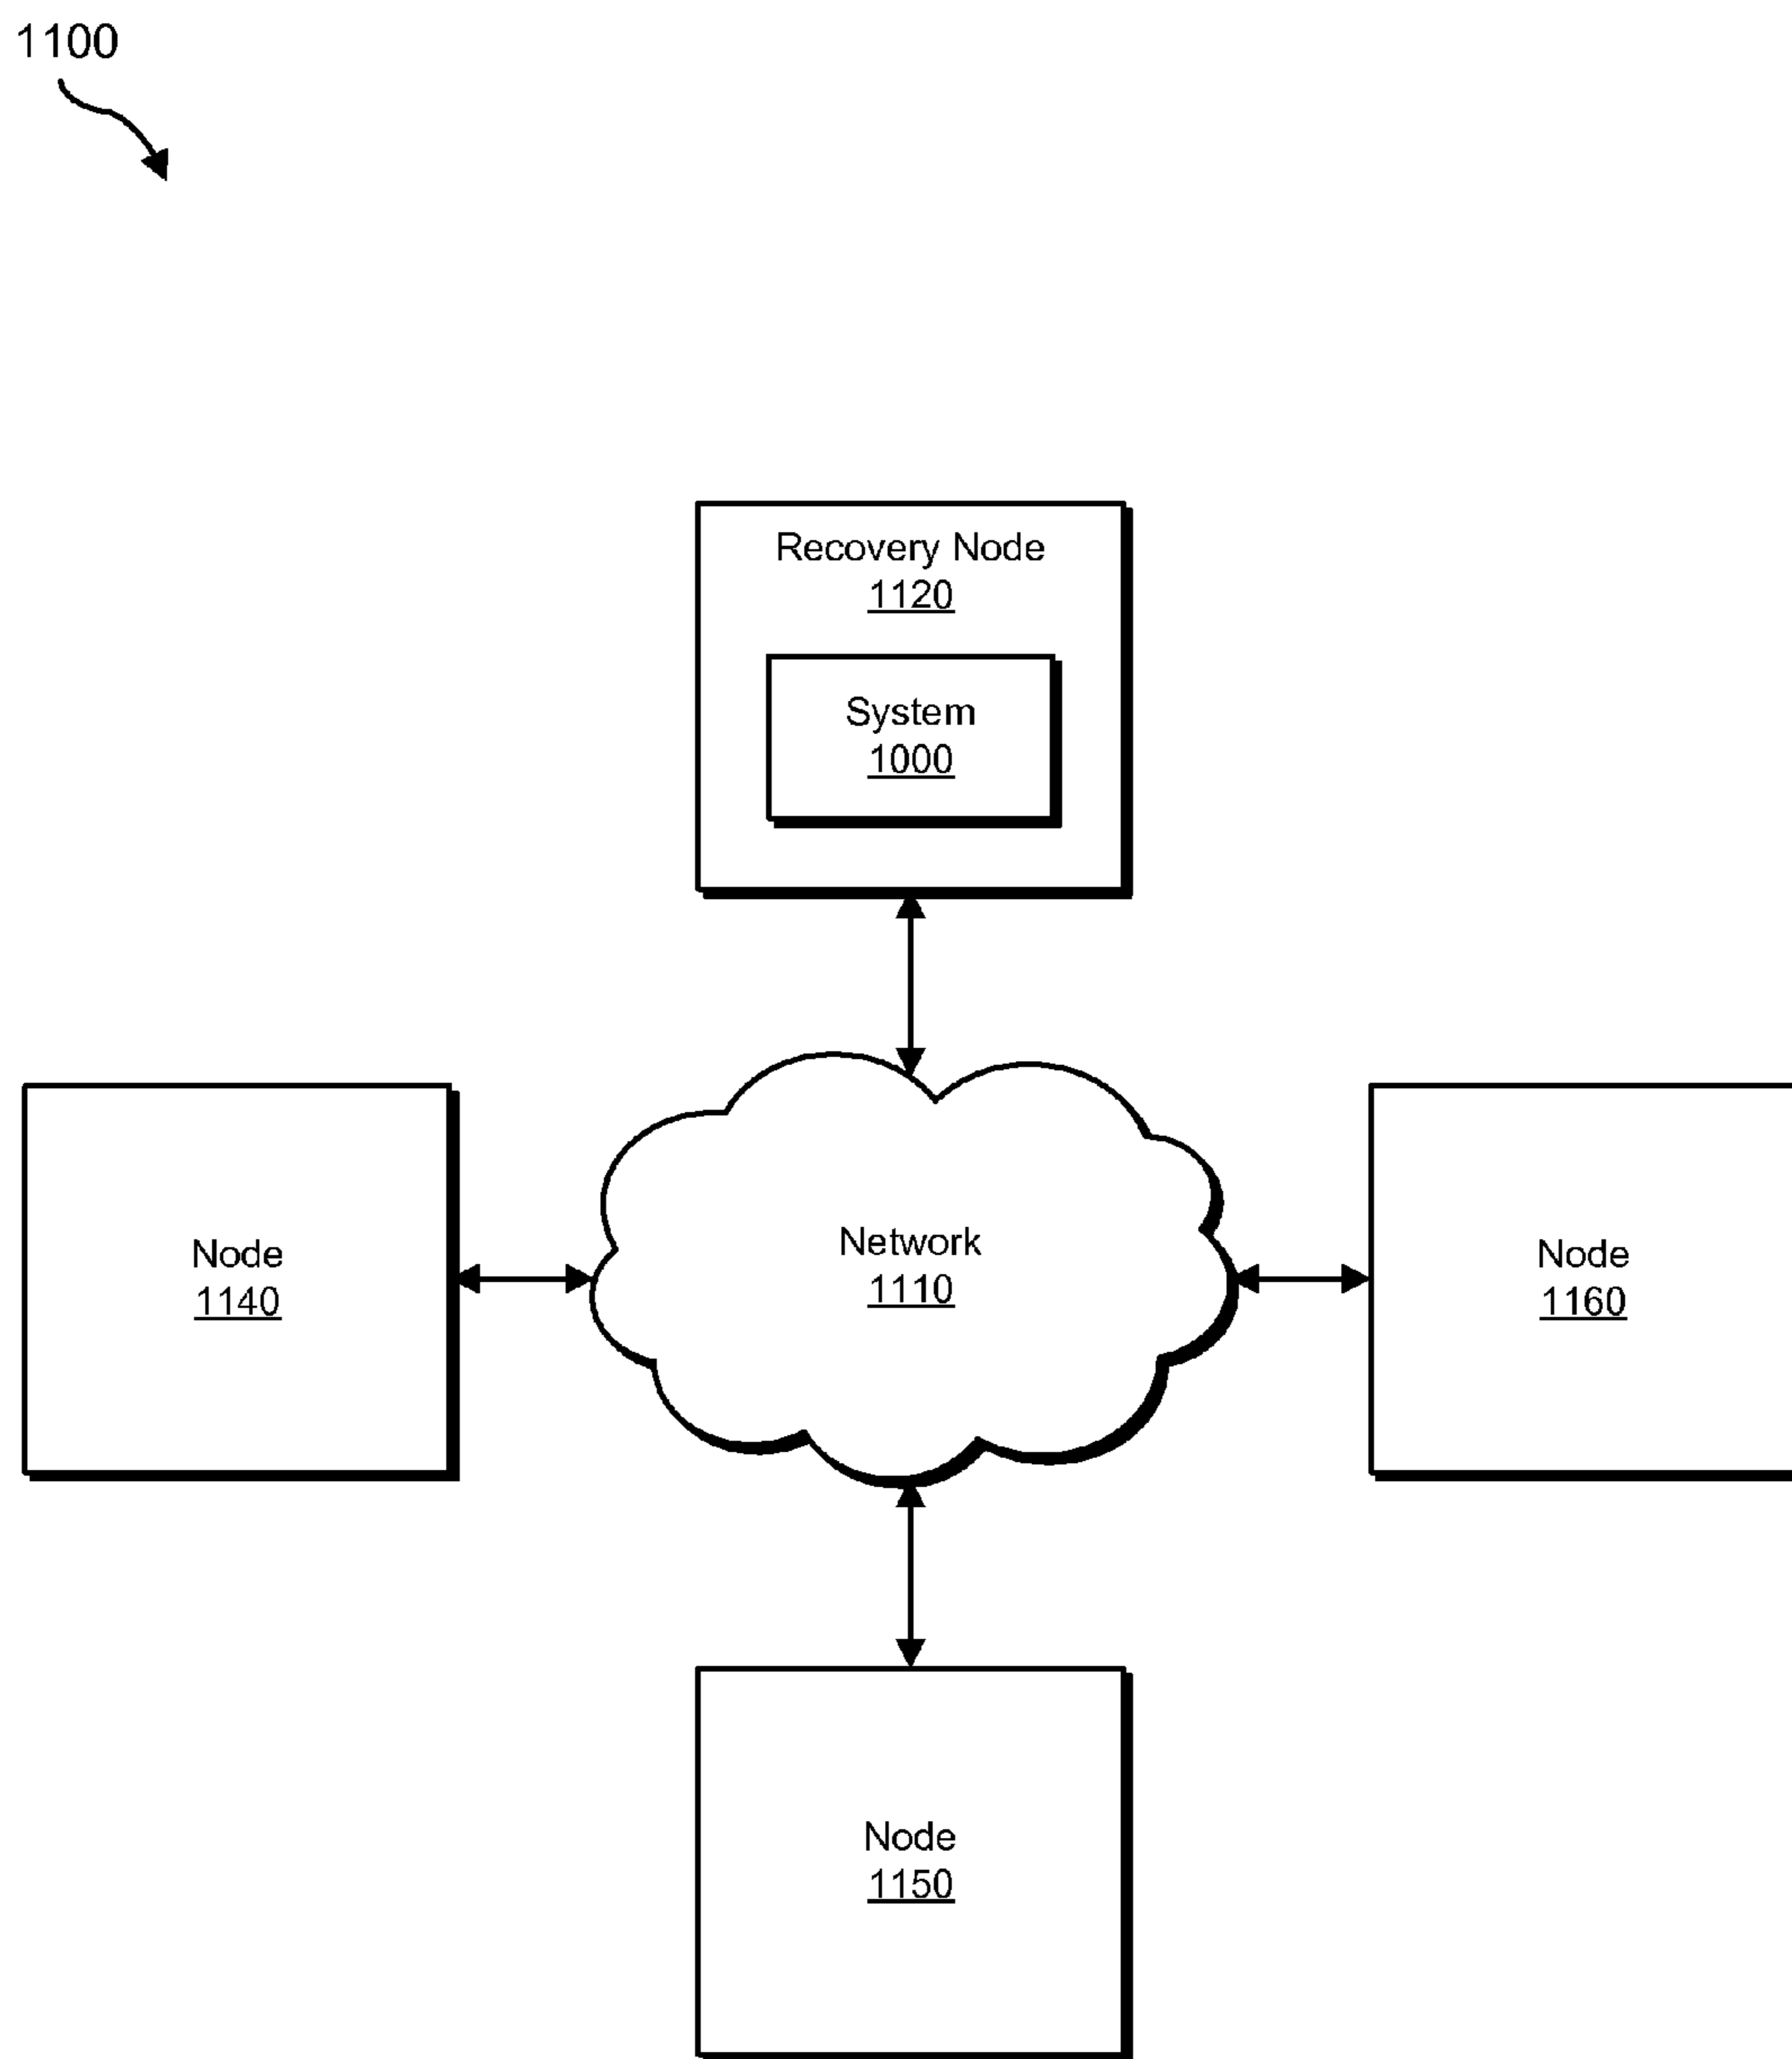 1100
Recovery Node
1120
System
1000
Network
1110
Node
1140
Node
1160
Node
1150